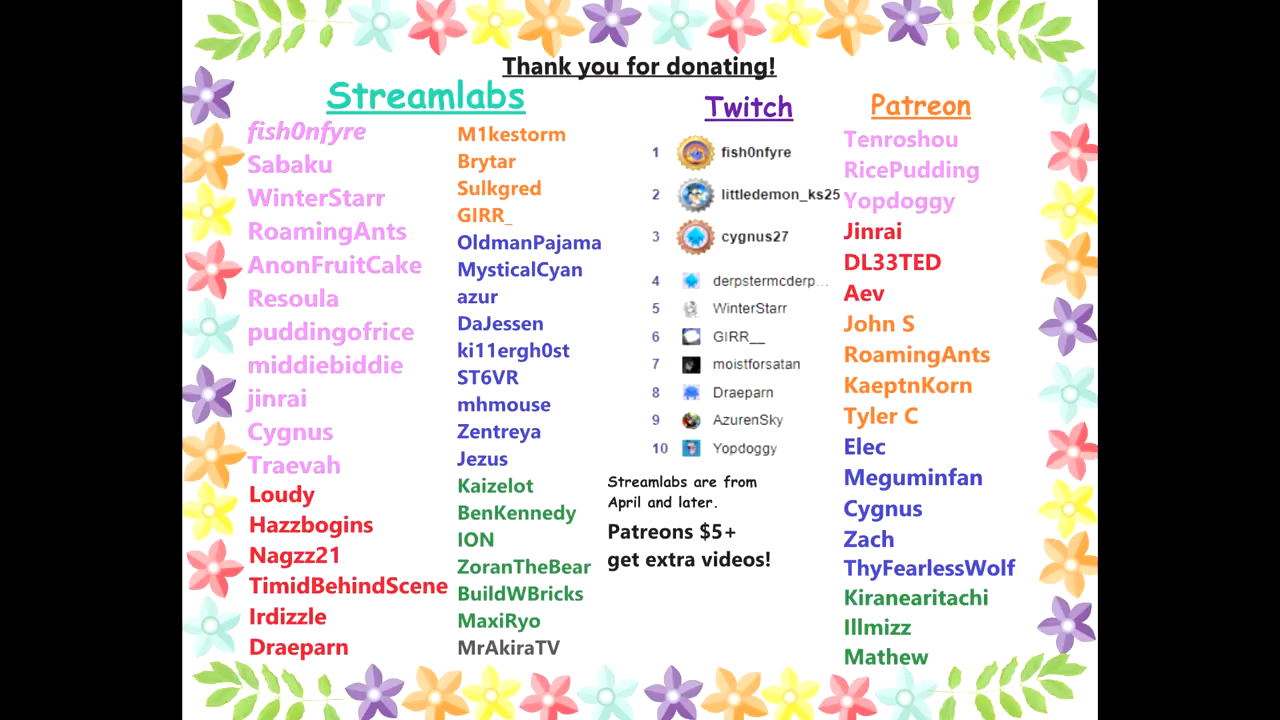 Thank you for donating!
Streamlabs
fish0nfyre
Sabaku
WinterStarr
RoamingAnts
AnonFruitCake
Resoula
puddingofrice
middiebiddie
jinrai
Cygnus
Traevah
Loudy
Hazzbogins
Nagzz21
TimidBehindScene
Irdizzle
Draeparn
M1kestorm
Brytar
Sulkgred
GIRR_
OldmanPajama
MysticalCyan
azur
DaJessen
ki11ergh0st
ST6VR
mhmouse
Zentreya
Jezus
Kaizelot
BenKennedy
ION
ZoranTheBear
BuildWBricks
MaxiRyo
MrAkiraTV
Twitch
1 fish0nfyre
2 littledemon_ks25
3 cygnus27
4 derpstermcderp...
5 WinterStarr
6 GIRR__
7 moistforsatan
8 Draeparn
9 AzurenSky
10 Yopdoggy
Streamlabs are from
April and later.
Patreons $5+
get extra videos!
Patreon
Tenroshou
RicePudding
Yopdoggy
Jinrai
DL33TED
Aev
John S
RoamingAnts
KaeptnKorn
Tyler C
Elec
Meguminfan
Cygnus
Zach
ThyFearlessWolf
Kiranearitachi
Illmizz
Mathew